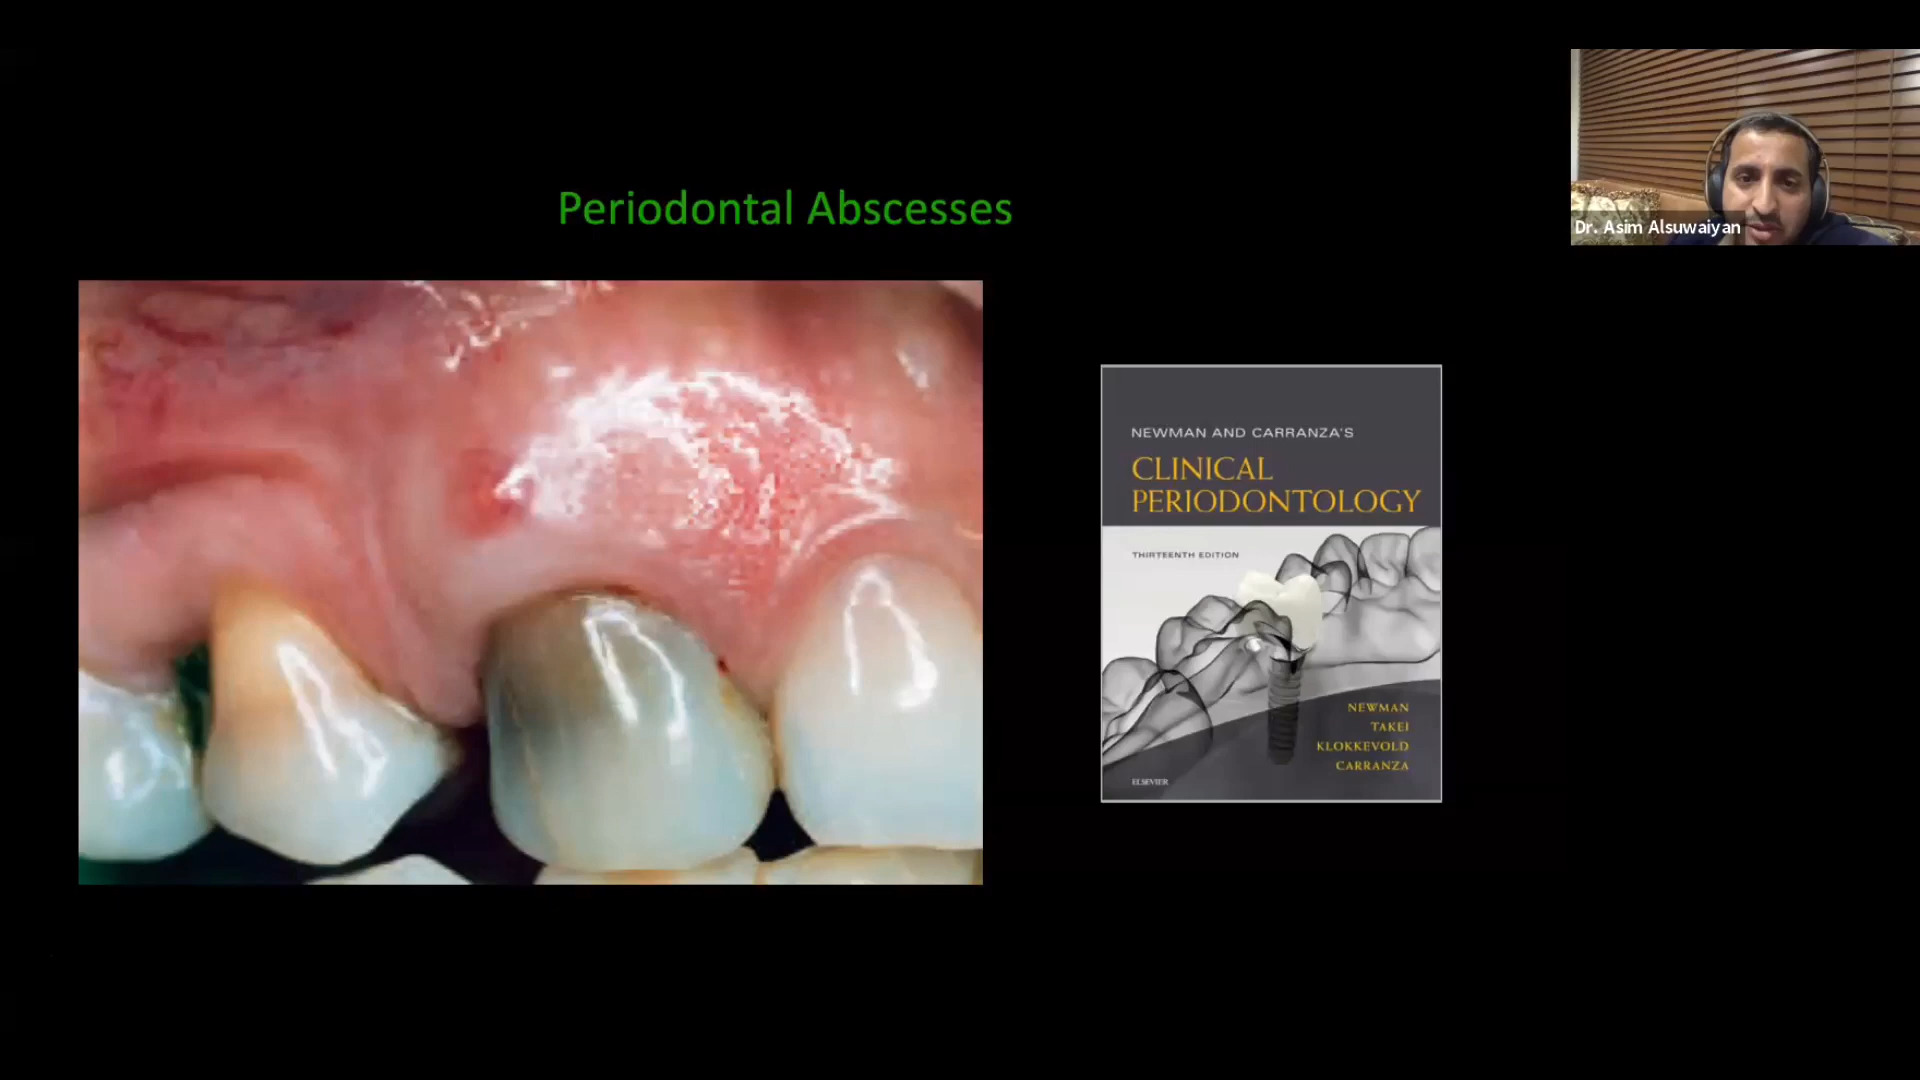 Periodontal Abscesses
Dr. Asim Alsuwaiyan
NEWMAN AND CARRANZA'S
CLINICAL
PERIODONTOLOGY
THIRTEENTH EDITION
NEWMAN
TAKEI
KLOKKEVOLD
CARRANZA
ELSEVIER